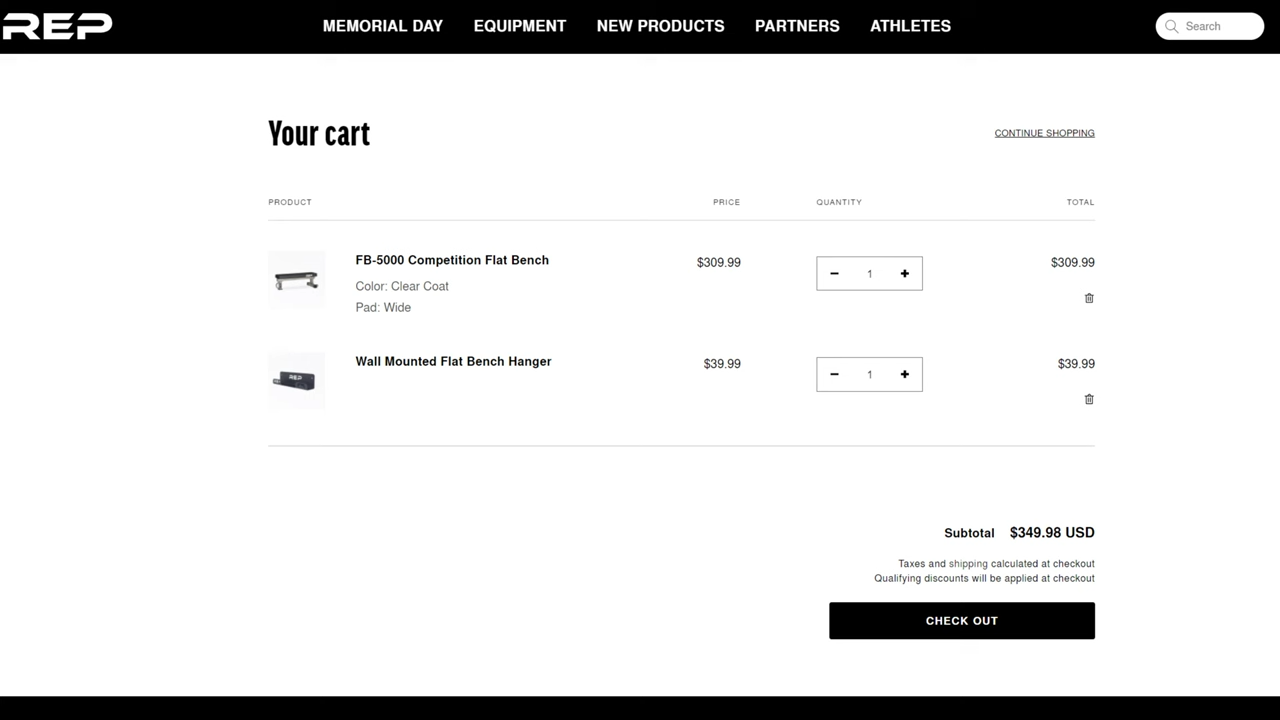 REP
MEMORIAL DAY EQUIPMENT NEW PRODUCTS PARTNERS ATHLETES
Search
Your cart
CONTINUE SHOPPING
PRODUCT PRICE QUANTITY TOTAL
FB-5000 Competition Flat Bench $309.99 1 $309.99
Color: Clear Coat
Pad: Wide
Wall Mounted Flat Bench Hanger $39.99 1 $39.99
REP
Subtotal $349.98 USD
Taxes and shipping calculated at checkout
Qualifying discounts will be applied at checkout
CHECK OUT